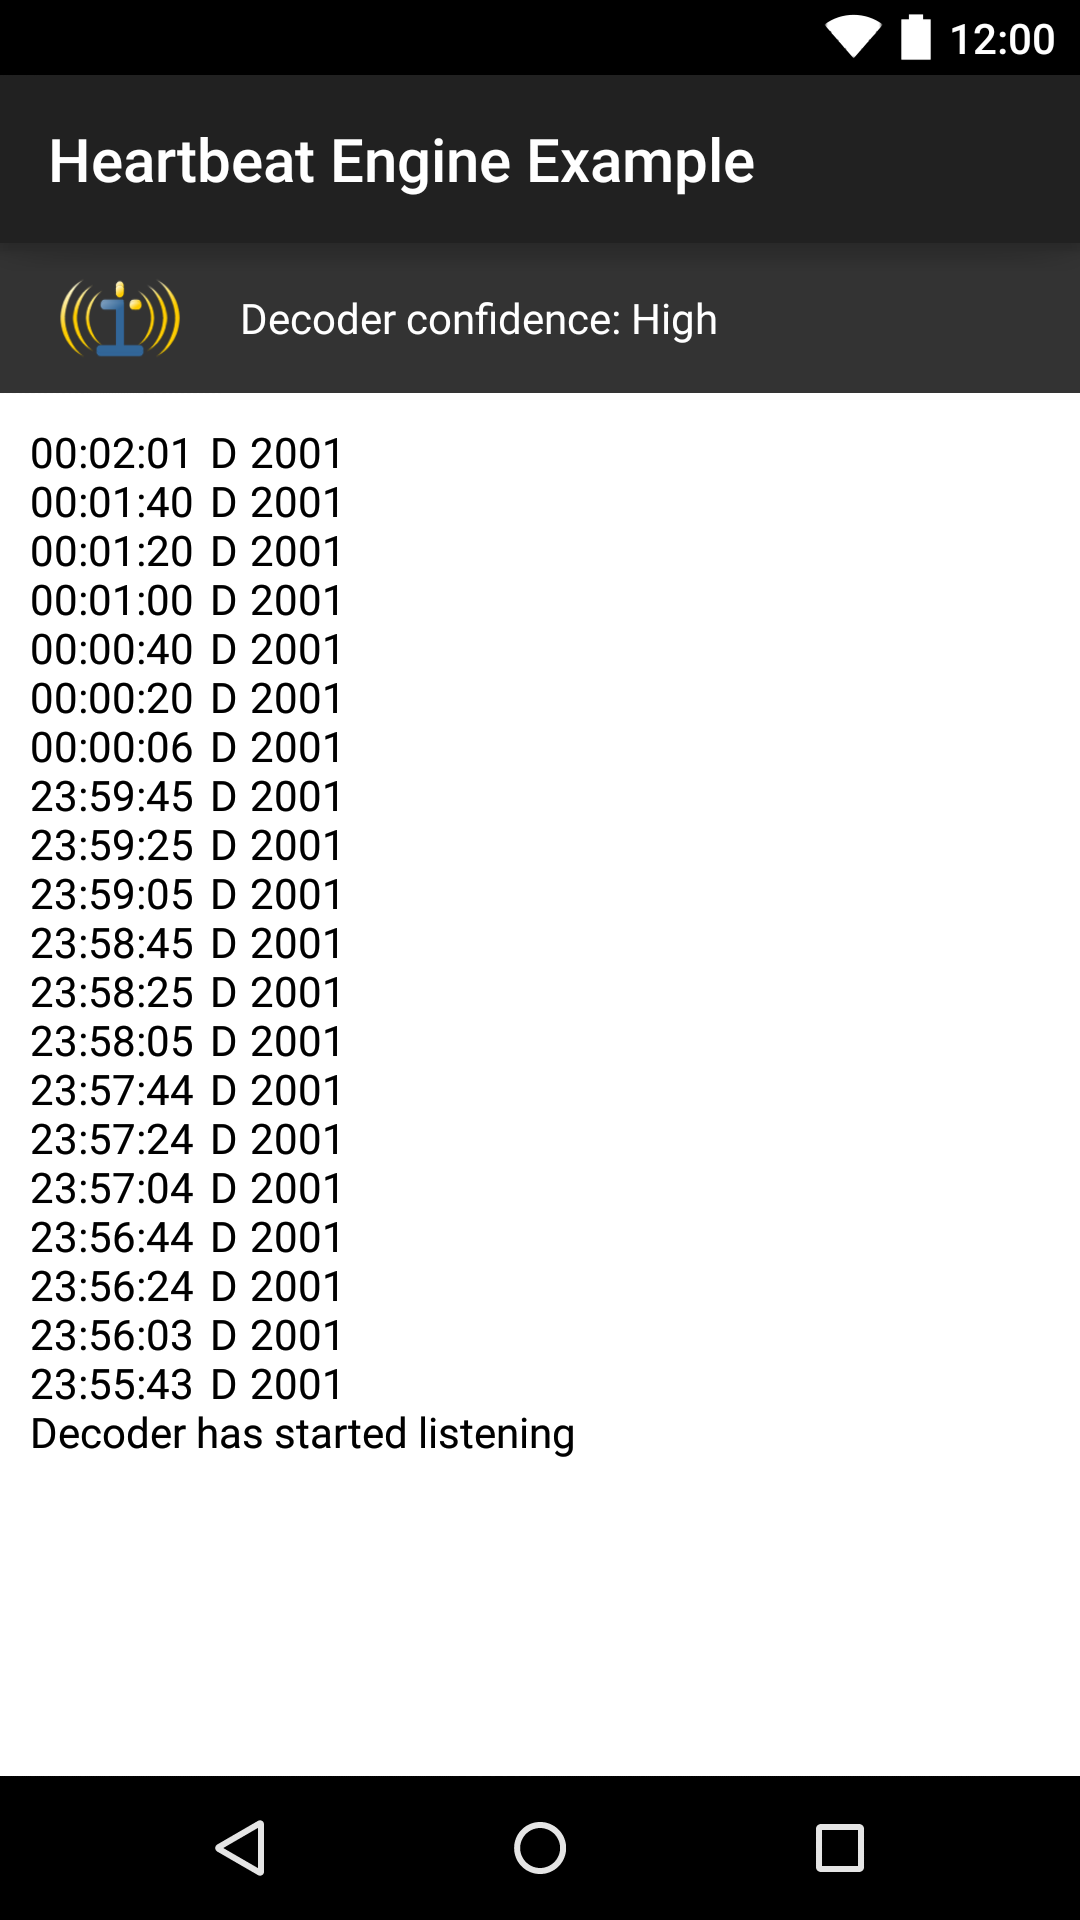 12:00
Heartbeat Engine Example
Decoder confidence: High
00:02:01 D 2001
00:01:40 D 2001
00:01:20 D 2001
00:01:00 D 2001
00:00:40 D 2001
00:00:20 D 2001
00:00:06 D 2001
23:59:45 D 2001
23:59:25 D 2001
23:59:05 D 2001
23:58:45 D 2001
23:58:25 D 2001
23:58:05 D 2001
23:57:44 D 2001
23:57:24 D 2001
23:57:04 D 2001
23:56:44 D 2001
23:56:24 D 2001
23:56:03 D 2001
23:55:43 D 2001
Decoder has started listening